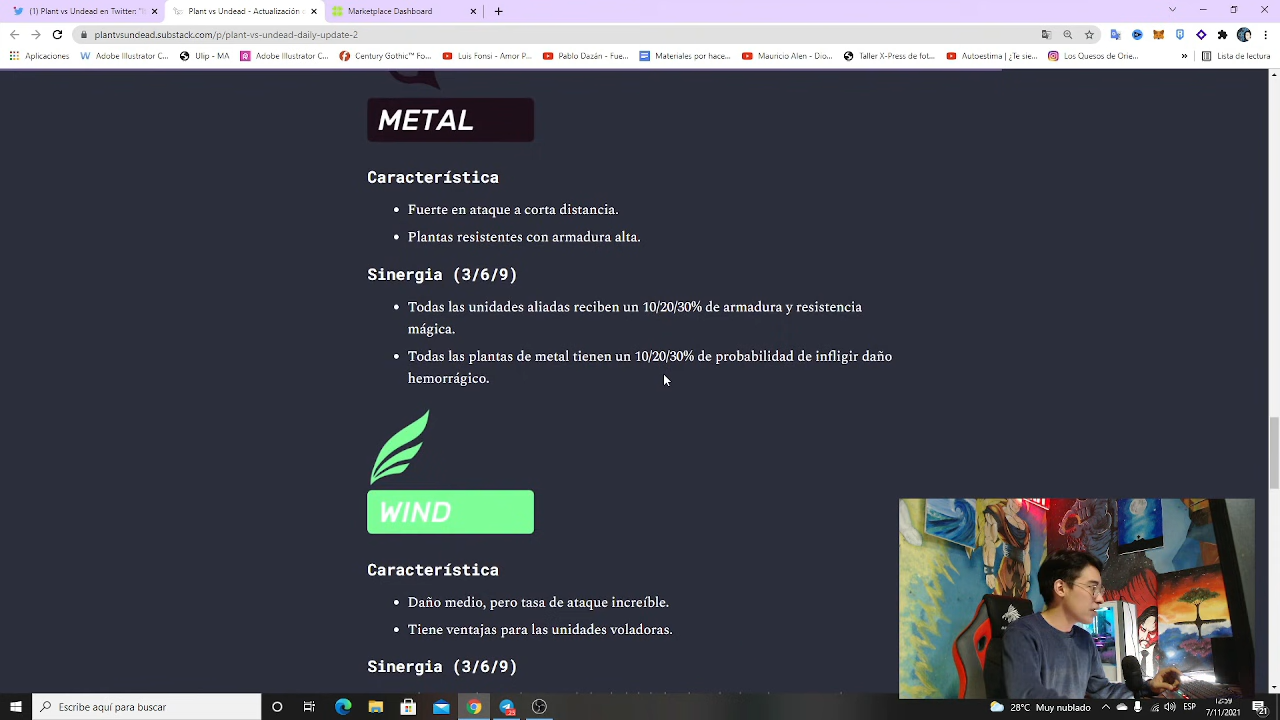 (1) Plant vs Undead en Twitter: "
Plant vs Undead - Actualización
Marketplace Dashboard
plantvsundead.substack.com/p/plant-vs-undead-daily-update-2
Aplicaciones
Adobe Illustrator C...
Ulip - MA
Adobe Illustrator C...
Century Gothic™ Fu...
Luis Fonsi - Amor P...
Pablo Dazán - Fue...
Materiales por hace...
Mauricio Alen - Dio...
Taller X-Press de fot...
Autoestima | ¿Te si...
Los Quesos de One...
Lista de lectura
METAL
Característica
Fuerte en ataque a corta distancia.
Plantas resistentes con armadura alta.
Sinergia (3/6/9)
Todas las unidades aliadas reciben un 10/20/30% de armadura y resistencia
mágica.
Todas las plantas de metal tienen un 10/20/30% de probabilidad de infligir daño
hemorrágico.
WIND
Característica
Daño medio, pero tasa de ataque increíble.
Tiene ventajas para las unidades voladoras.
Sinergia (3/6/9)
Escribe aquí para buscar
28°C Muy nublado
ESP
7/11/2021